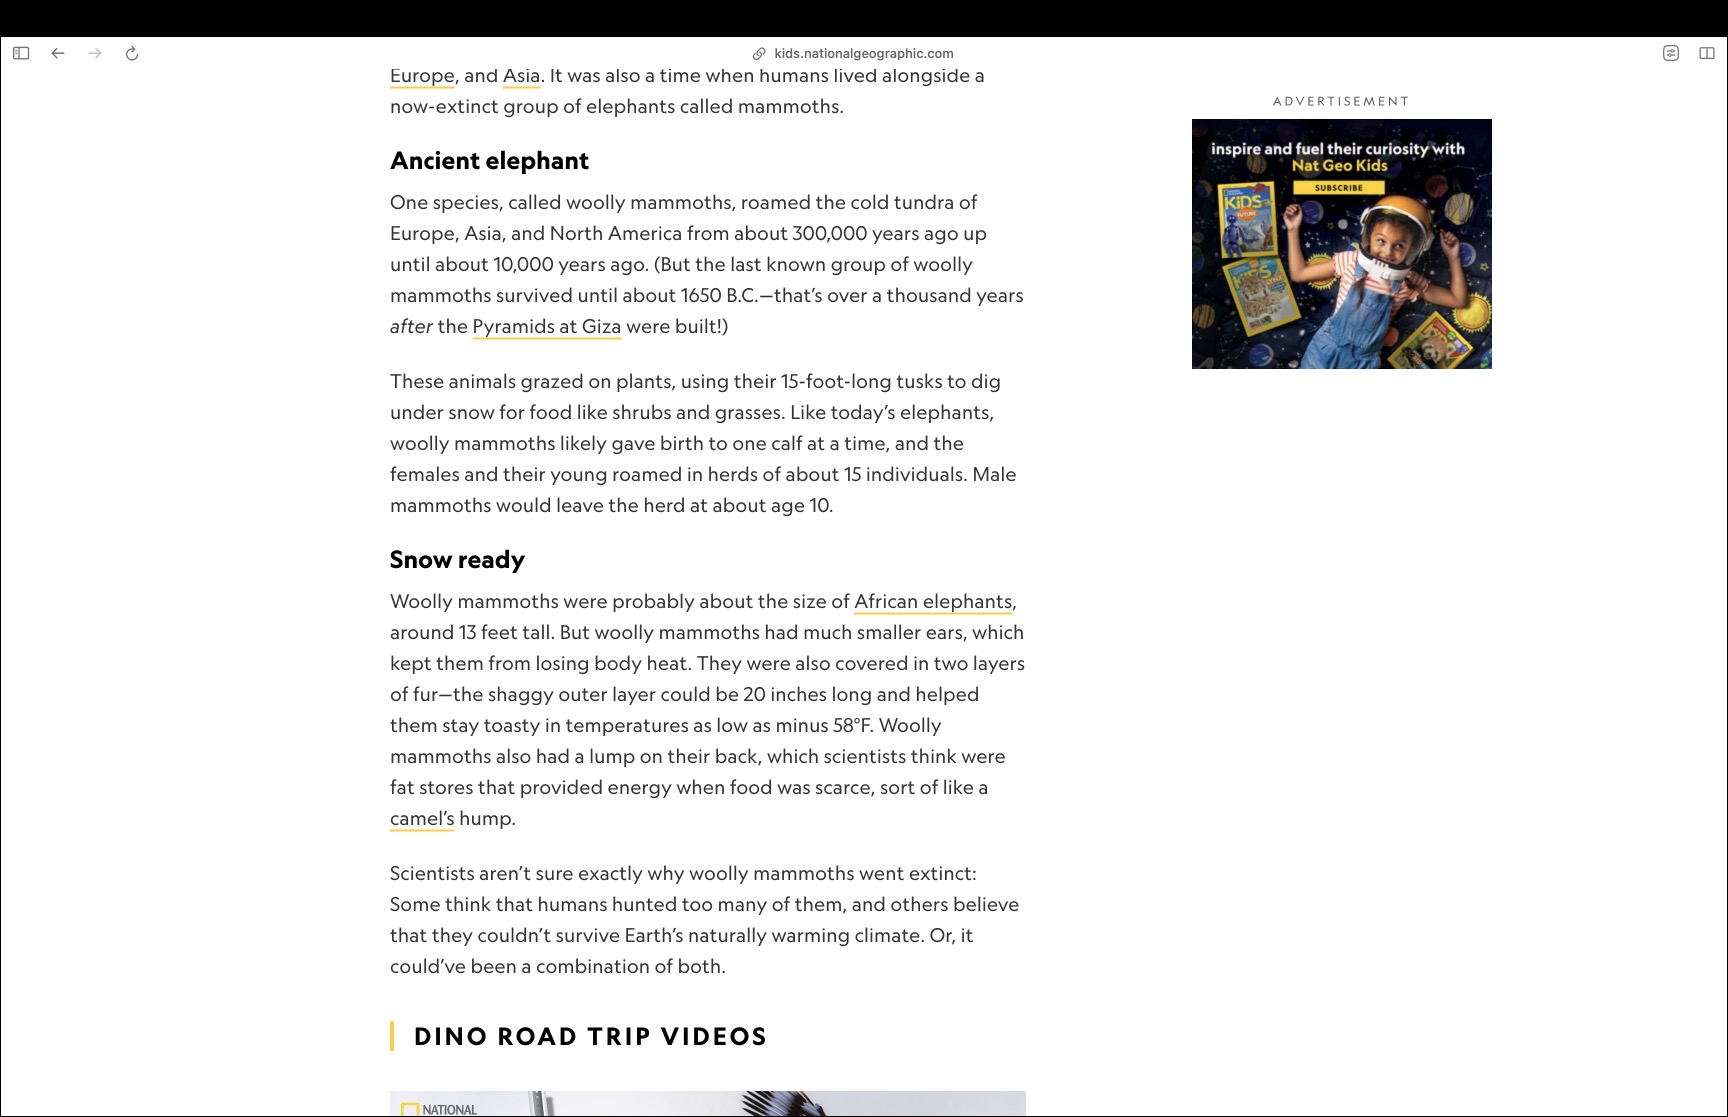 kids.nationalgeographic.com
Europe, and Asia. It was also a time when humans lived alongside a
now-extinct group of elephants called mammoths.
Ancient elephant
One species, called woolly mammoths, roamed the cold tundra of
Europe, Asia, and North America from about 300,000 years ago up
until about 10,000 years ago. (But the last known group of woolly
mammoths survived until about 1650 B.C.—that’s over a thousand years
after the Pyramids at Giza were built!)
These animals grazed on plants, using their 15-foot-long tusks to dig
under snow for food like shrubs and grasses. Like today’s elephants,
woolly mammoths likely gave birth to one calf at a time, and the
females and their young roamed in herds of about 15 individuals. Male
mammoths would leave the herd at about age 10.
Snow ready
Woolly mammoths were probably about the size of African elephants,
around 13 feet tall. But woolly mammoths had much smaller ears, which
kept them from losing body heat. They were also covered in two layers
of fur—the shaggy outer layer could be 20 inches long and helped
them stay toasty in temperatures as low as minus 58°F. Woolly
mammoths also had a lump on their back, which scientists think were
fat stores that provided energy when food was scarce, sort of like a
camel’s hump.
Scientists aren’t sure exactly why woolly mammoths went extinct:
Some think that humans hunted too many of them, and others believe
that they couldn’t survive Earth’s naturally warming climate. Or, it
could’ve been a combination of both.
DINO ROAD TRIP VIDEOS
NATIONAL
ADVERTISEMENT
inspire and fuel their curiosity with
Nat Geo Kids
SUBSCRIBE
KiDS
FUTURE
KiDS